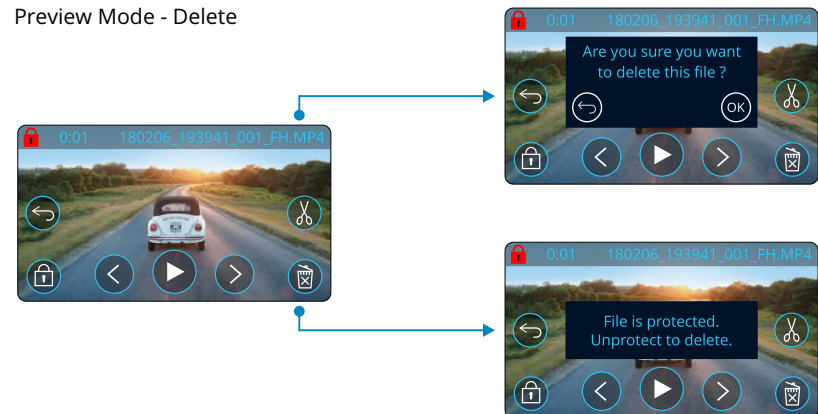 Preview Mode - Delete
0:01 180206_193941_001_FH.MP4
Are you sure you want
to delete this file ?
OK
0:01 180206_193941_001_FH.MP4
0:01 180206_193941_001_FH.MP4
File is protected.
Unprotect to delete.